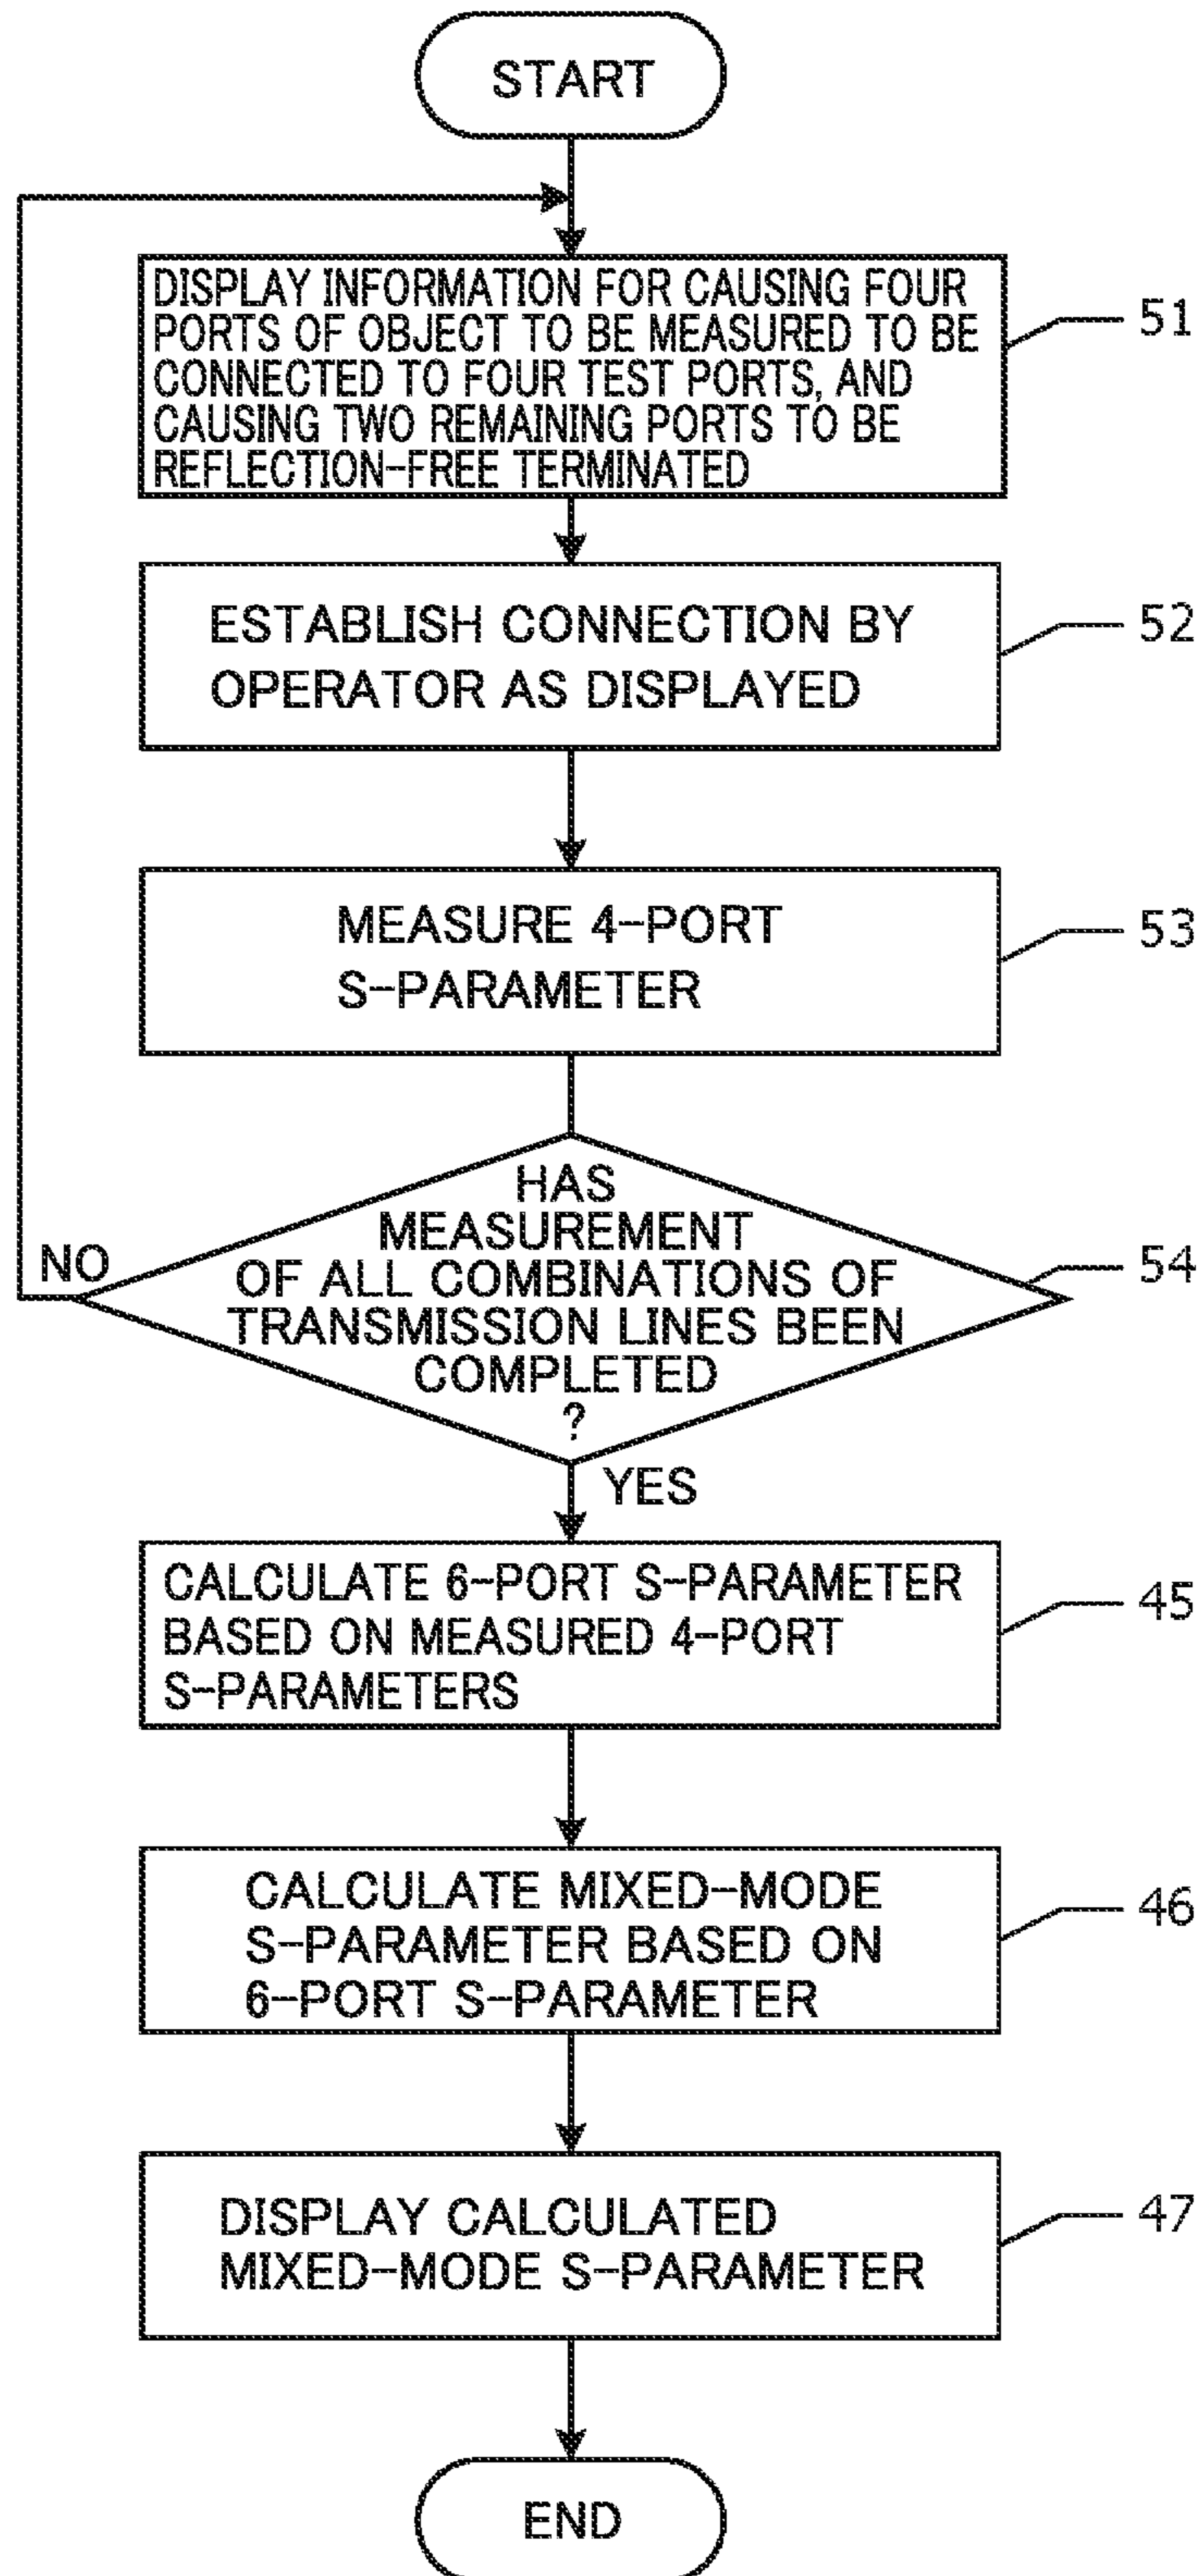 START
DISPLAY INFORMATION FOR CAUSING FOUR
PORTS OF OBJECT TO BE MEASURED TO BE
CONNECTED TO FOUR TEST PORTS, AND
CAUSING TWO REMAINING PORTS TO BE
REFLECTION-FREE TERMINATED
51
ESTABLISH CONNECTION BY
OPERATOR AS DISPLAYED
52
MEASURE 4-PORT
S-PARAMETER
53
HAS
MEASUREMENT
OF ALL COMBINATIONS OF
TRANSMISSION LINES BEEN
COMPLETED
?
54
NO
YES
CALCULATE 6-PORT S-PARAMETER
BASED ON MEASURED 4-PORT
S-PARAMETERS
45
CALCULATE MIXED-MODE
S-PARAMETER BASED ON
6-PORT S-PARAMETER
46
DISPLAY CALCULATED
MIXED-MODE S-PARAMETER
47
END